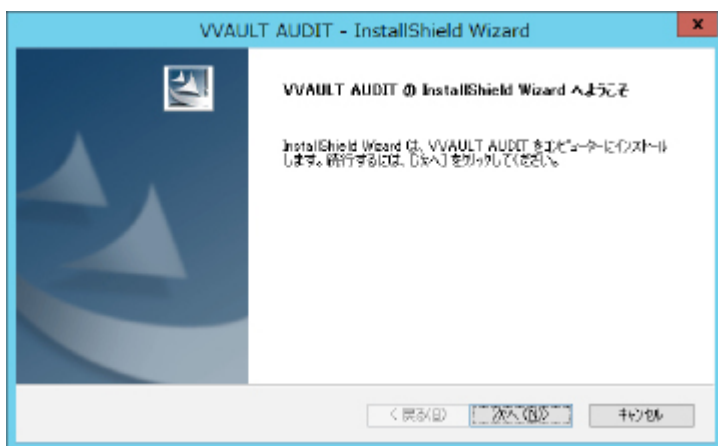 VVAULT AUDIT - InstallShield Wizard
x
VVAULT AUDIT の InstallShield Wizard へようこそ
InstallShield Wizard は、VVAULT AUDIT をコンピューターにインストール
します。続行するには、[次へ] をクリックしてください。
< 戻る(B)
次へ(N)>
キャンセル